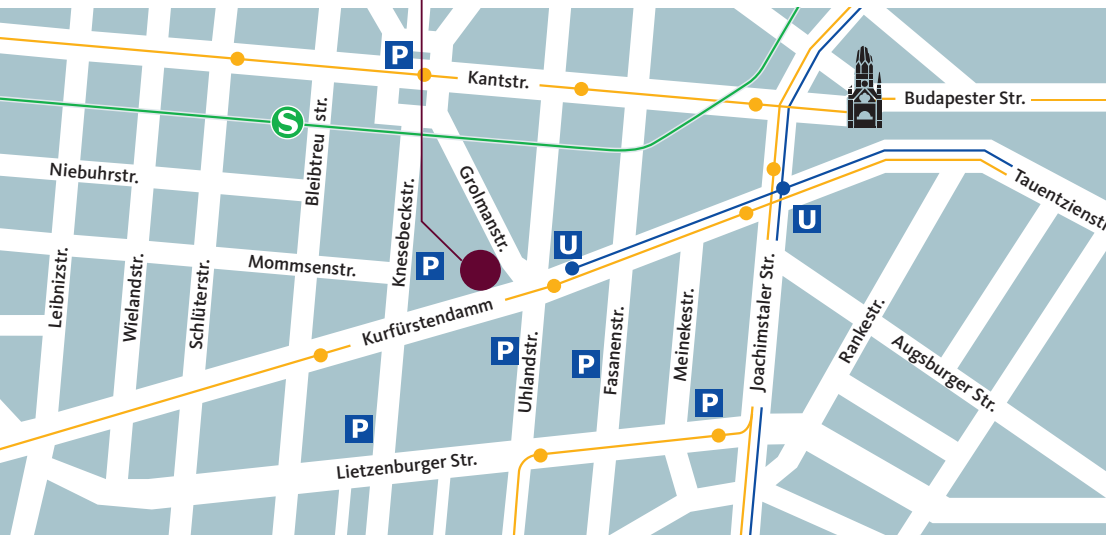 P
Kantstr.
Budapester Str.
S
Bleibtreustr.
Niebuhrstr.
Grolmanstr.
Tauentzienstr.
Knesebeckstr.
U
U
P
Mommsenstr.
Leibnizstr.
Wielandstr.
Schlüterstr.
Kurfürstendamm
Joachimstaler Str.
Rankestr.
Meinekestr.
Fasanenstr.
Uhlandstr.
P
P
Augsburger Str.
P
P
Lietzenburger Str.